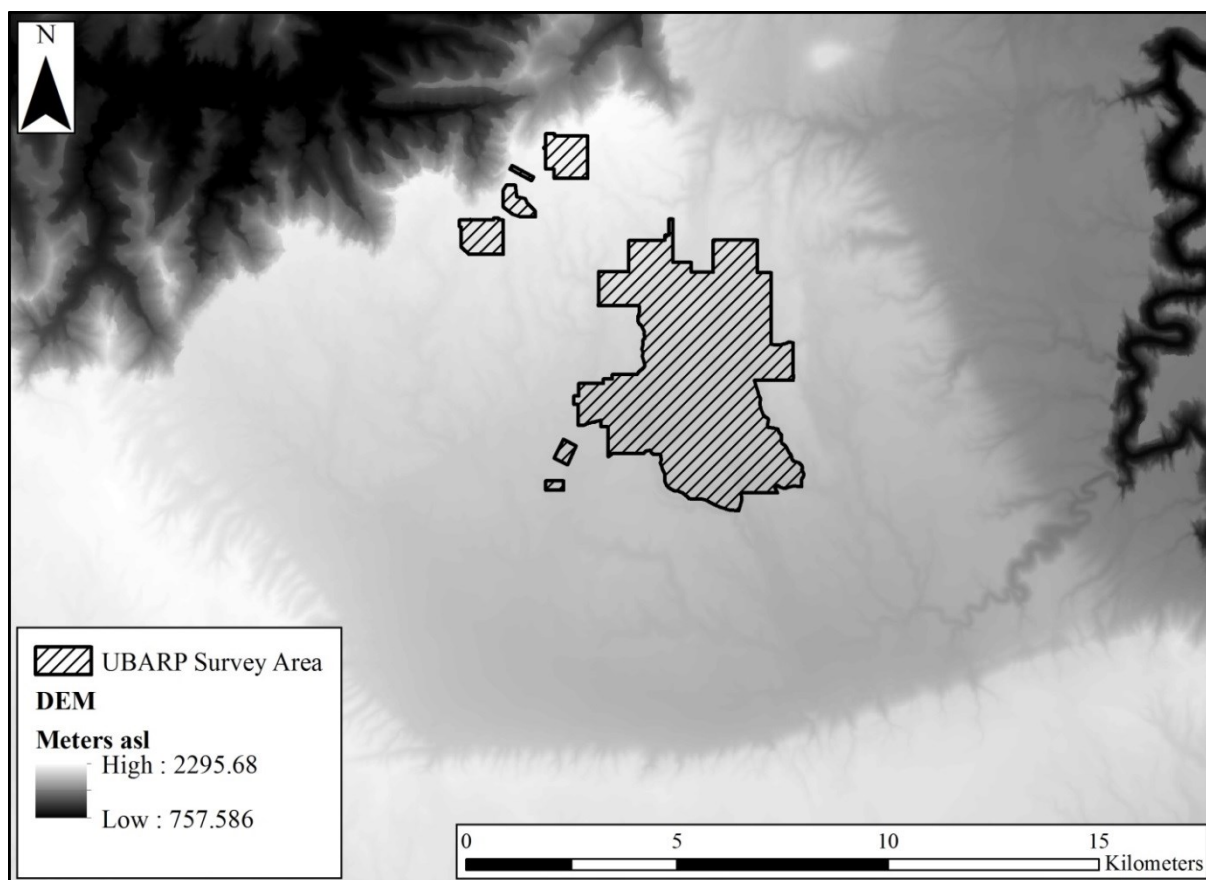 N
UBARP Survey Area
DEM
Meters asl
High : 2295.68
Low : 757.586
0 5 10 15
Kilometers